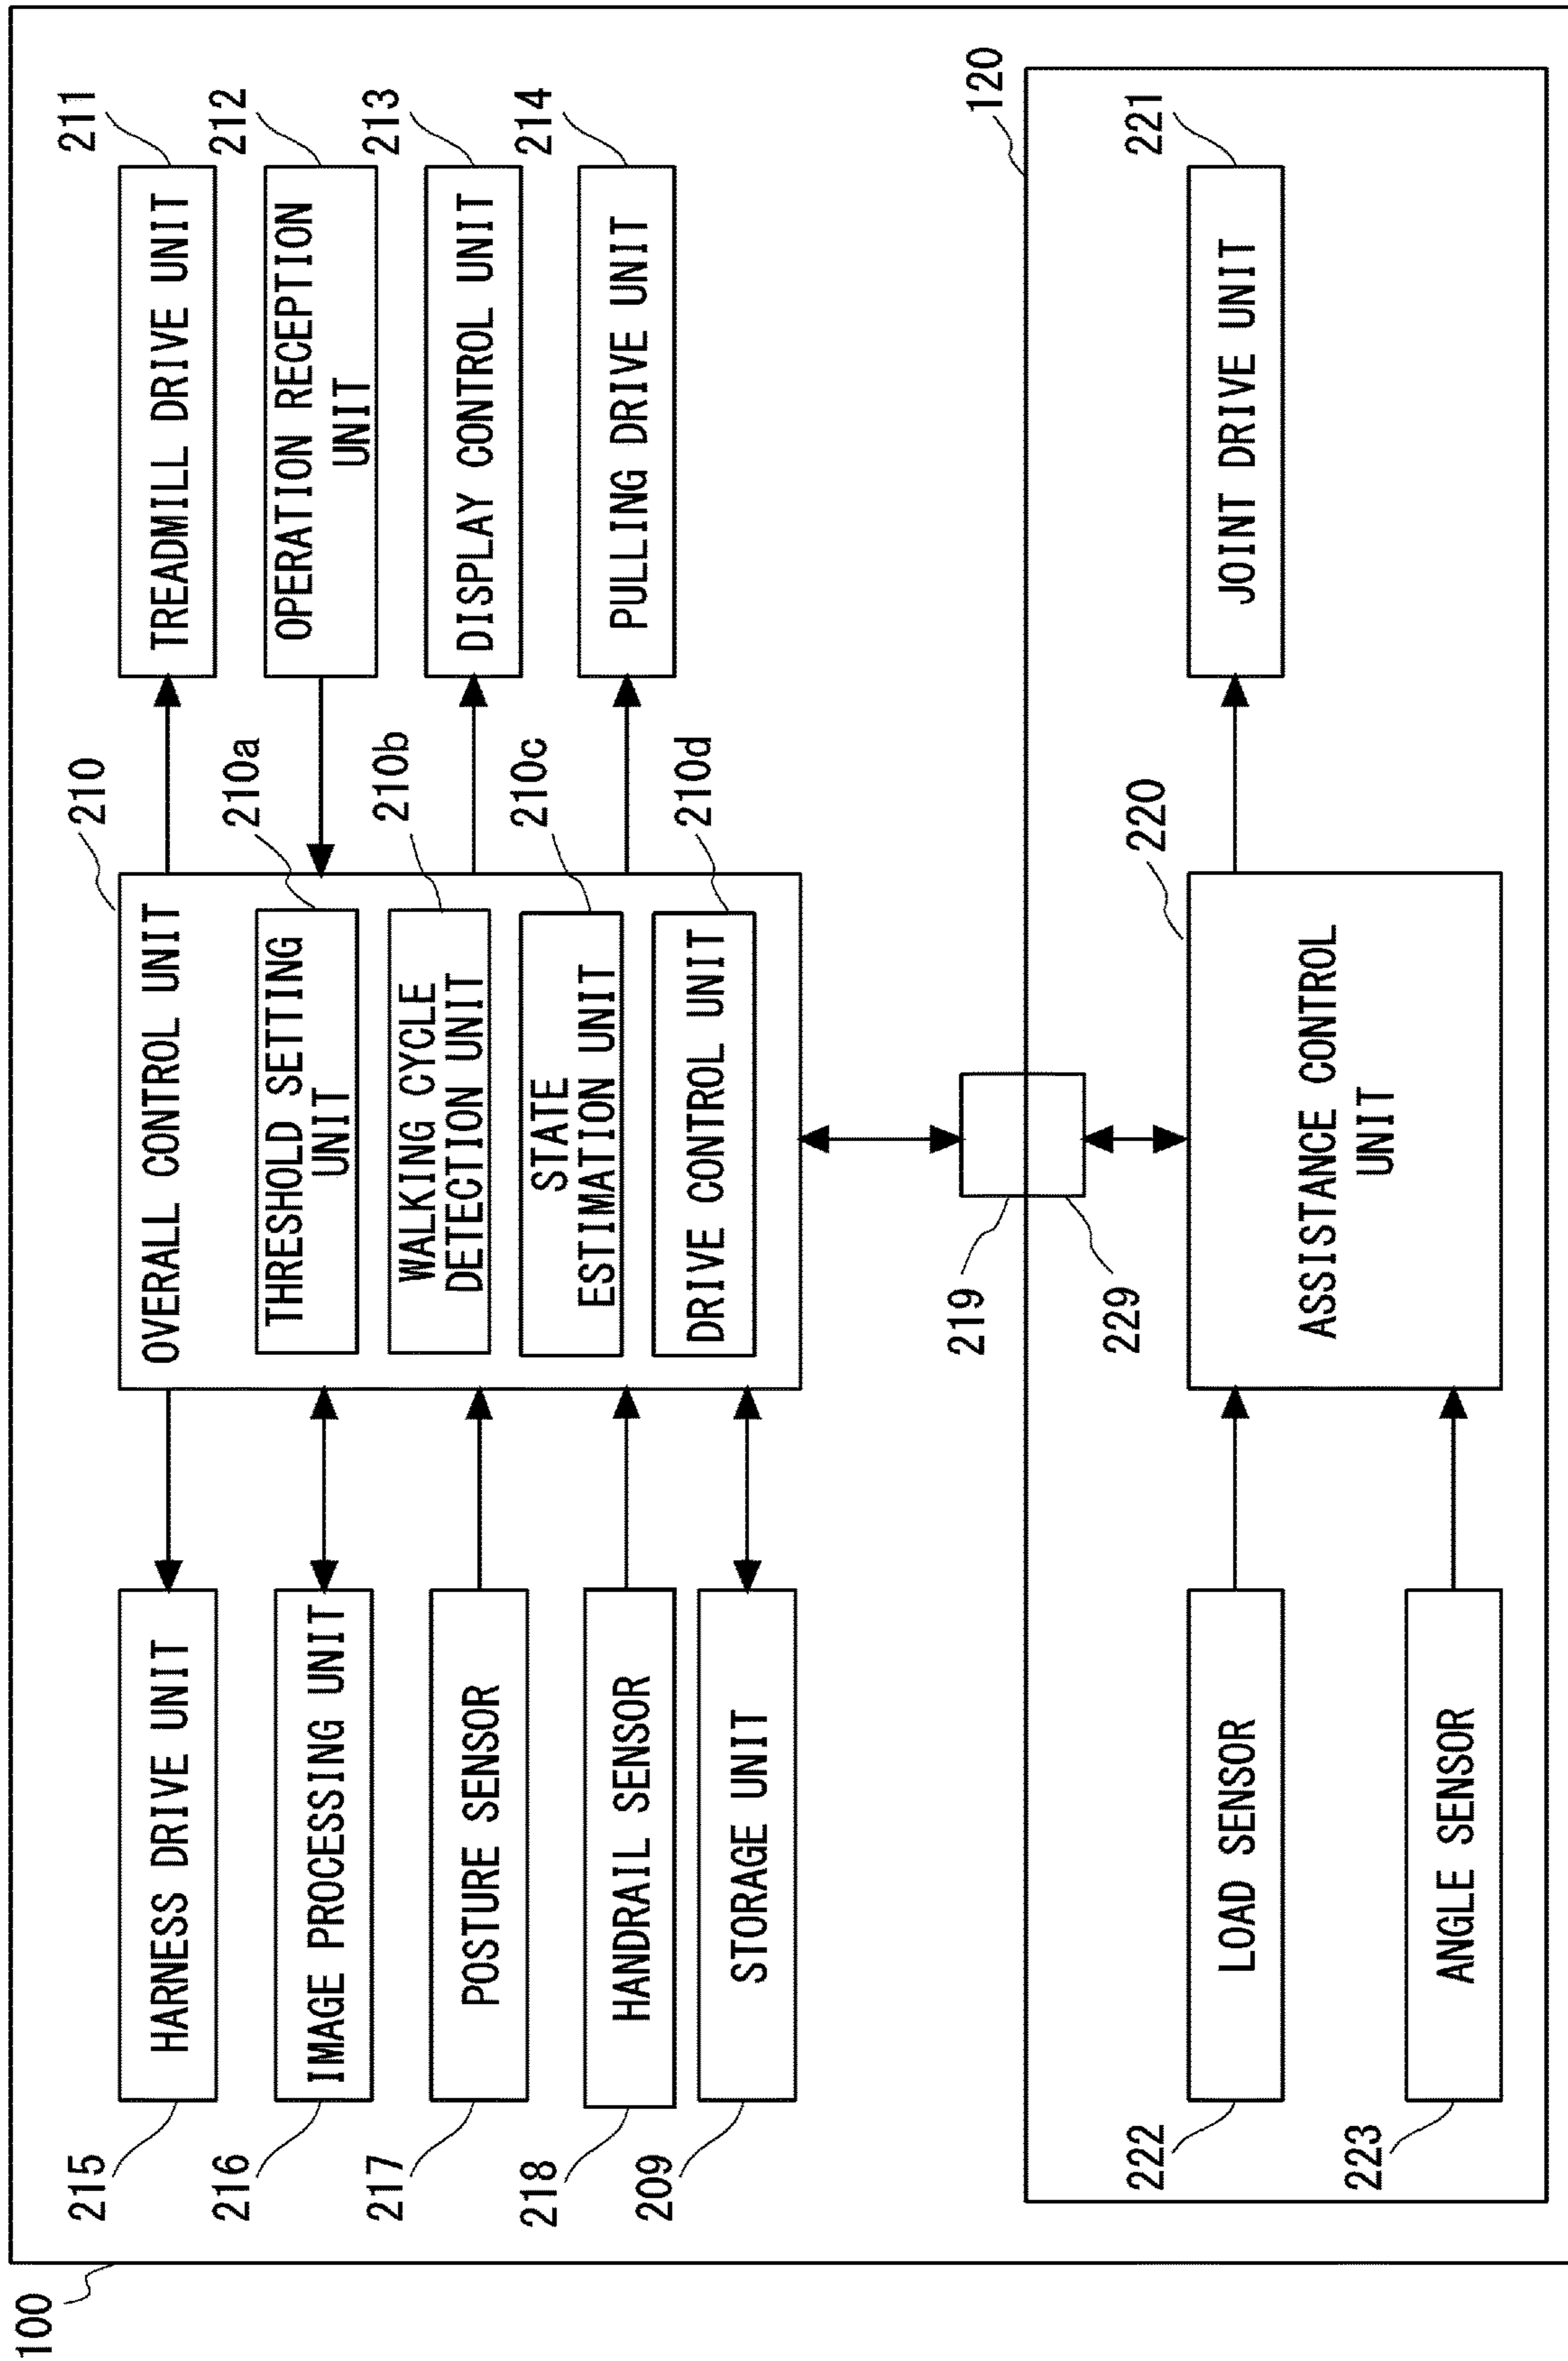 100
215
HARNESS DRIVE UNIT
216
IMAGE PROCESSING UNIT
217
POSTURE SENSOR
218
HANDRAIL SENSOR
209
STORAGE UNIT
210
OVERALL CONTROL UNIT
210a
THRESHOLD SETTING
UNIT
210b
WALKING CYCLE
DETECTION UNIT
210c
STATE
ESTIMATION UNIT
210d
DRIVE CONTROL UNIT
211
TREADMILL DRIVE UNIT
212
OPERATION RECEPTION
UNIT
213
DISPLAY CONTROL UNIT
214
PULLING DRIVE UNIT
219
229
120
222
LOAD SENSOR
223
ANGLE SENSOR
220
ASSISTANCE CONTROL
UNIT
221
JOINT DRIVE UNIT